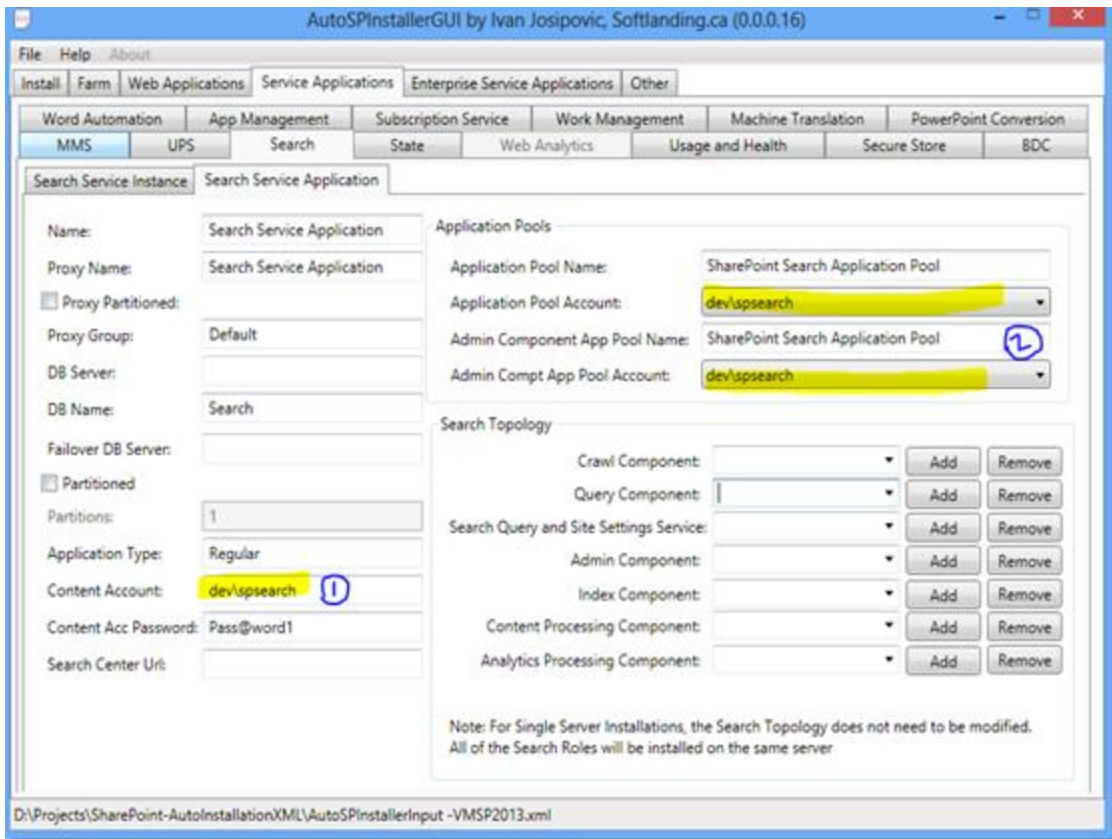 AutoSPInstallerGUI by Ivan Josipovic, Softlanding.ca (0.0.0.16)
File Help About
Install Farm Web Applications Service Applications Enterprise Service Applications Other
Word Automation App Management Subscription Service Work Management Machine Translation PowerPoint Conversion
MMS UPS Search State Web Analytics Usage and Health Secure Store BDC
Search Service Instance Search Service Application
Name: Search Service Application
Proxy Name: Search Service Application
Proxy Partitioned:
Proxy Group: Default
DB Server:
DB Name: Search
Failover DB Server:
Partitioned
Partitions: 1
Application Type: Regular
Content Account: dev\spsearch 1
Content Acc Password: Pass@word1
Search Center Url:
Application Pools
Application Pool Name: SharePoint Search Application Pool
Application Pool Account: dev\spsearch
Admin Component App Pool Name: SharePoint Search Application Pool 2
Admin Compt App Pool Account: dev\spsearch
Search Topology
Crawl Component: Add Remove
Query Component: Add Remove
Search Query and Site Settings Service: Add Remove
Admin Component: Add Remove
Index Component: Add Remove
Content Processing Component: Add Remove
Analytics Processing Component: Add Remove
Note: For Single Server Installations, the Search Topology does not need to be modified.
All of the Search Roles will be installed on the same server
D:\Projects\SharePoint-AutoInstallationXML\AutoSPInstallerInput -VMSP2013.xml